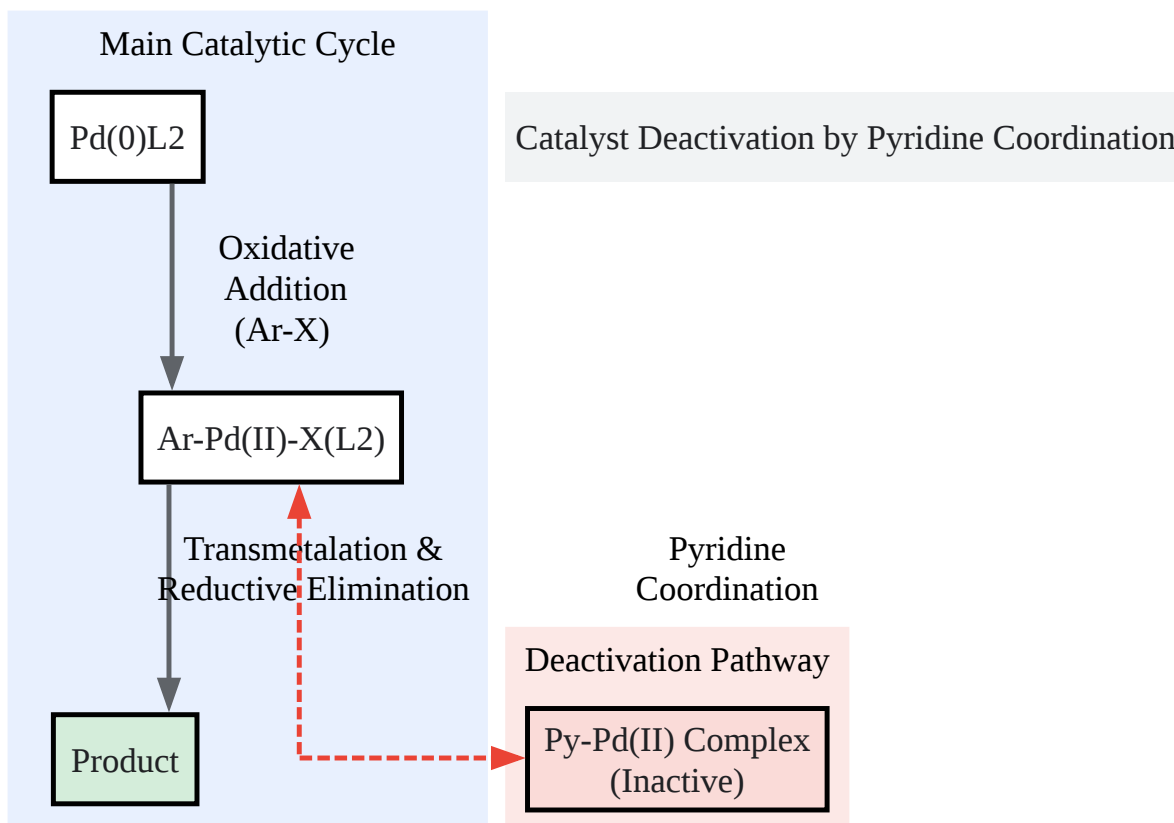 Main Catalytic Cycle
Pd(0)L2
Catalyst Deactivation by Pyridine Coordination
Oxidative
Addition
(Ar-X)
Ar-Pd(II)-X(L2)
Transmetalation &
Reductive Elimination
Pyridine
Coordination
Deactivation Pathway
Product
Py-Pd(II) Complex
(Inactive)